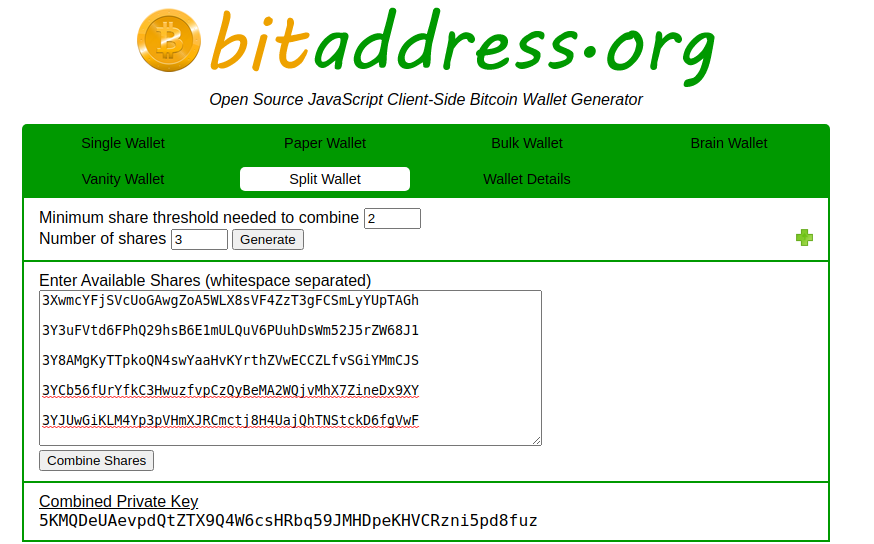 bitaddress.org
Open Source JavaScript Client-Side Bitcoin Wallet Generator
Single Wallet Paper Wallet Bulk Wallet Brain Wallet
Vanity Wallet Split Wallet Wallet Details
Minimum share threshold needed to combine 2
Number of shares 3 Generate
Enter Available Shares (whitespace separated)
3XwmcYFjSVcUoGAwgZoA5WLX8sVF4ZzT3gFCSmLyYUpTAGh
3Y3uFVtd6FPhQ29hsB6E1mULQuV6PUuhDsWm52J5rZW68J1
3Y8AMgKyTTpkoQN4swYaaHvKYrthZVwECCZLfvSGiYMmCJS
3YCb56fUrYfkC3HwuzfvpCzQyBeMA2WQjvMhX7ZineDx9XY
3YJUwGiKLM4Yp3pVHmXJRCmctj8H4UajQhTNStckD6fgVwF
Combine Shares
Combined Private Key
5KMQDeUAevpdQtZTX9Q4W6csHRbq59JMHDpeKHVCRzni5pd8fuz